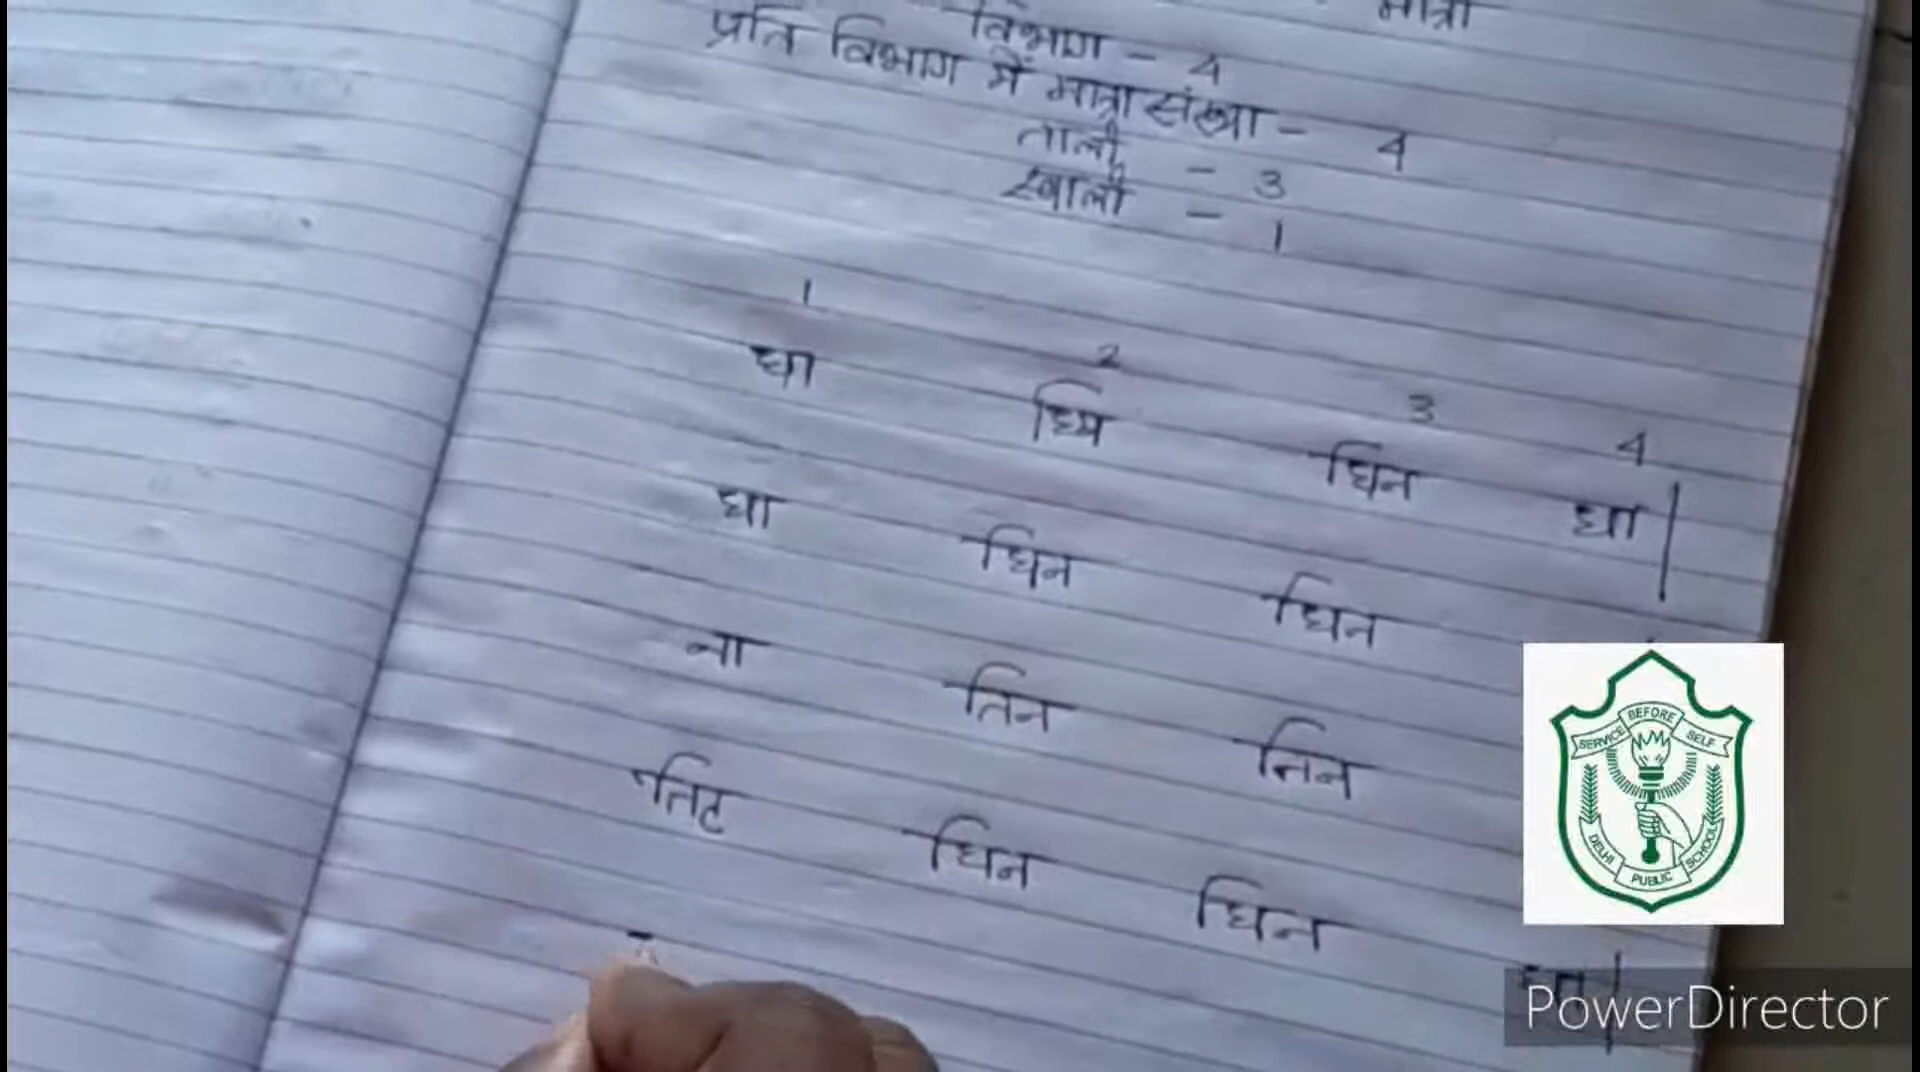 मात्रा
विभाग - 4
प्रति विभाग में मात्रा संख्या - 4
ताली - 3
खाली - 1
1 2 3 4
धा धिन धिन धा|
धा धिन धिन
ना तिन तिन
तिट धिन धिन
SERVICE BEFORE SELF
DELHI PUBLIC SCHOOL
PowerDirector